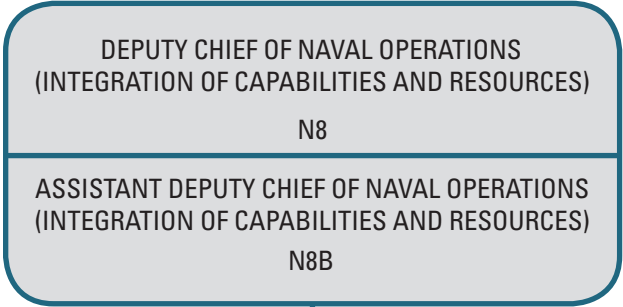 DEPUTY CHIEF OF NAVAL OPERATIONS
(INTEGRATION OF CAPABILITIES AND RESOURCES)
N8
ASSISTANT DEPUTY CHIEF OF NAVAL OPERATIONS
(INTEGRATION OF CAPABILITIES AND RESOURCES)
N8B